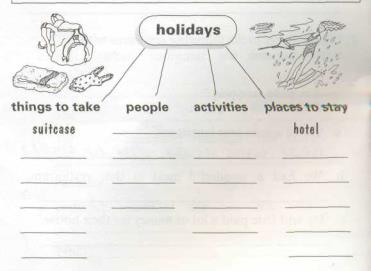 holidays
things to take people activities places to stay
suitcase hotel